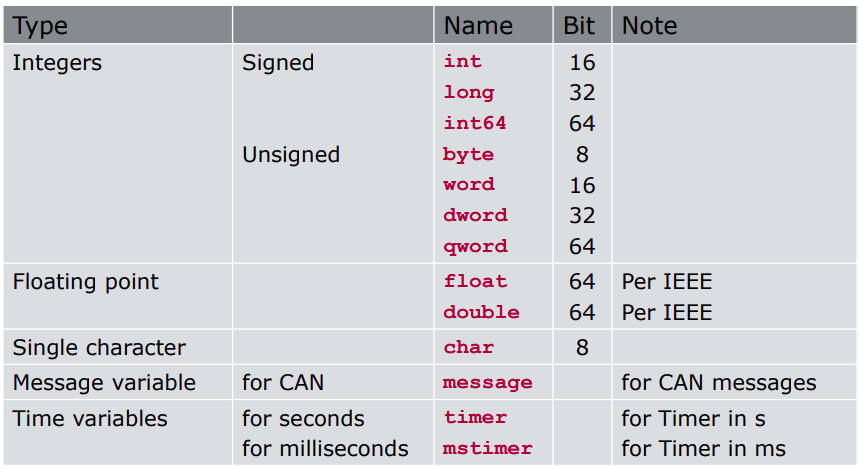 Type Name Bit Note
Integers Signed int 16
long 32
int64 64
Unsigned byte 8
word 16
dword 32
qword 64
Floating point float 64 Per IEEE
double 64 Per IEEE
Single character char 8
Message variable for CAN message for CAN messages
Time variables for seconds timer for Timer in s
for milliseconds mstimer for Timer in ms